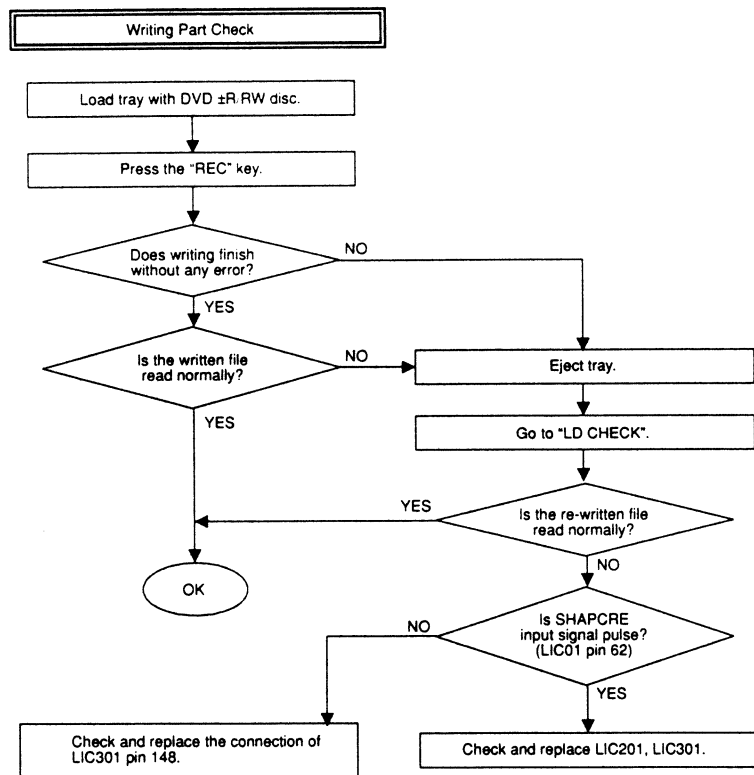 Writing Part Check
Load tray with DVD ±R/RW disc.
Press the "REC" key.
Does writing finish
without any error?
NO
YES
Is the written file
read normally?
NO
Eject tray.
YES
Go to "LD CHECK".
YES
Is the re-written file
read normally?
OK
NO
NO
Is SHAPCRE
input signal pulse?
(LIC01 pin 62)
YES
Check and replace the connection of
LIC301 pin 148.
Check and replace LIC201, LIC301.